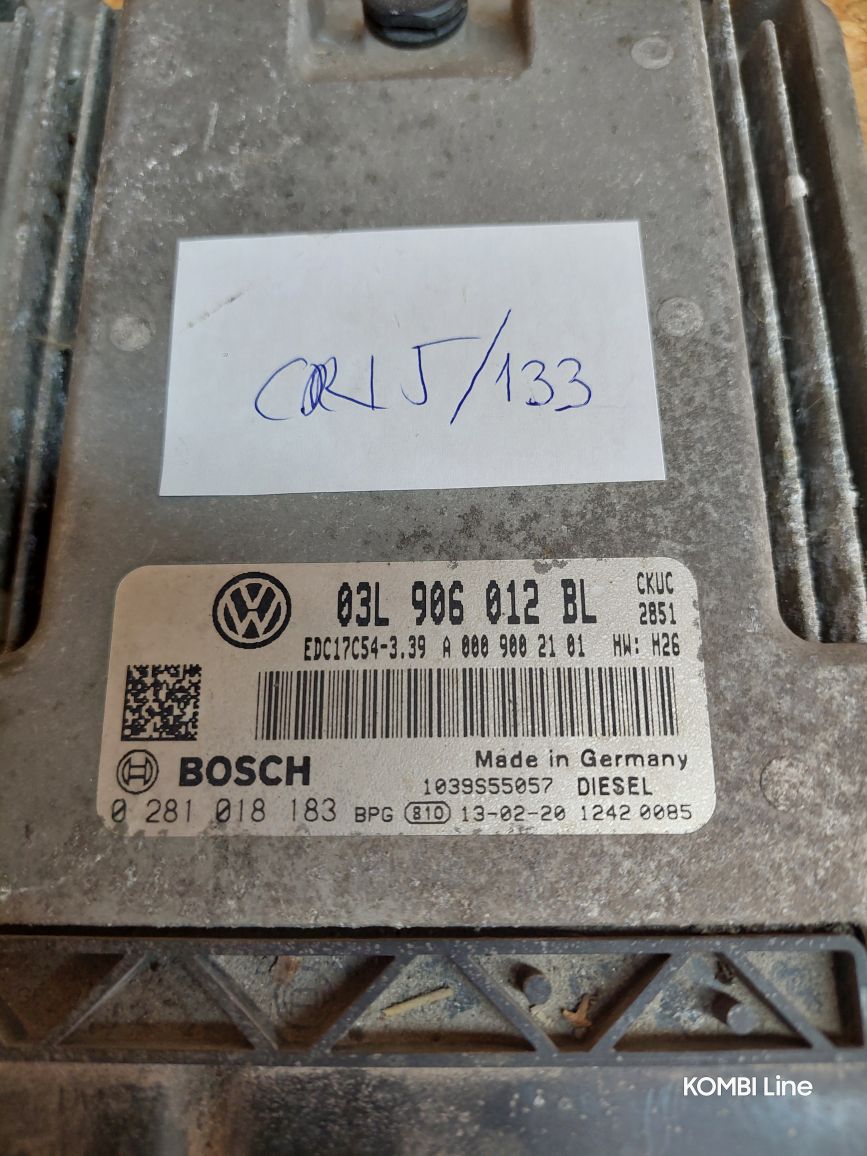 /133
03L 906 012 BL CKUC
2851
EDC17C54-3.39 A 000 900 21 01 HW: H26
BOSCH Made in Germany
1039S55057 DIESEL
0 281 018 183 BPG 810 13-02-20 1242 0085
KOMBI Line